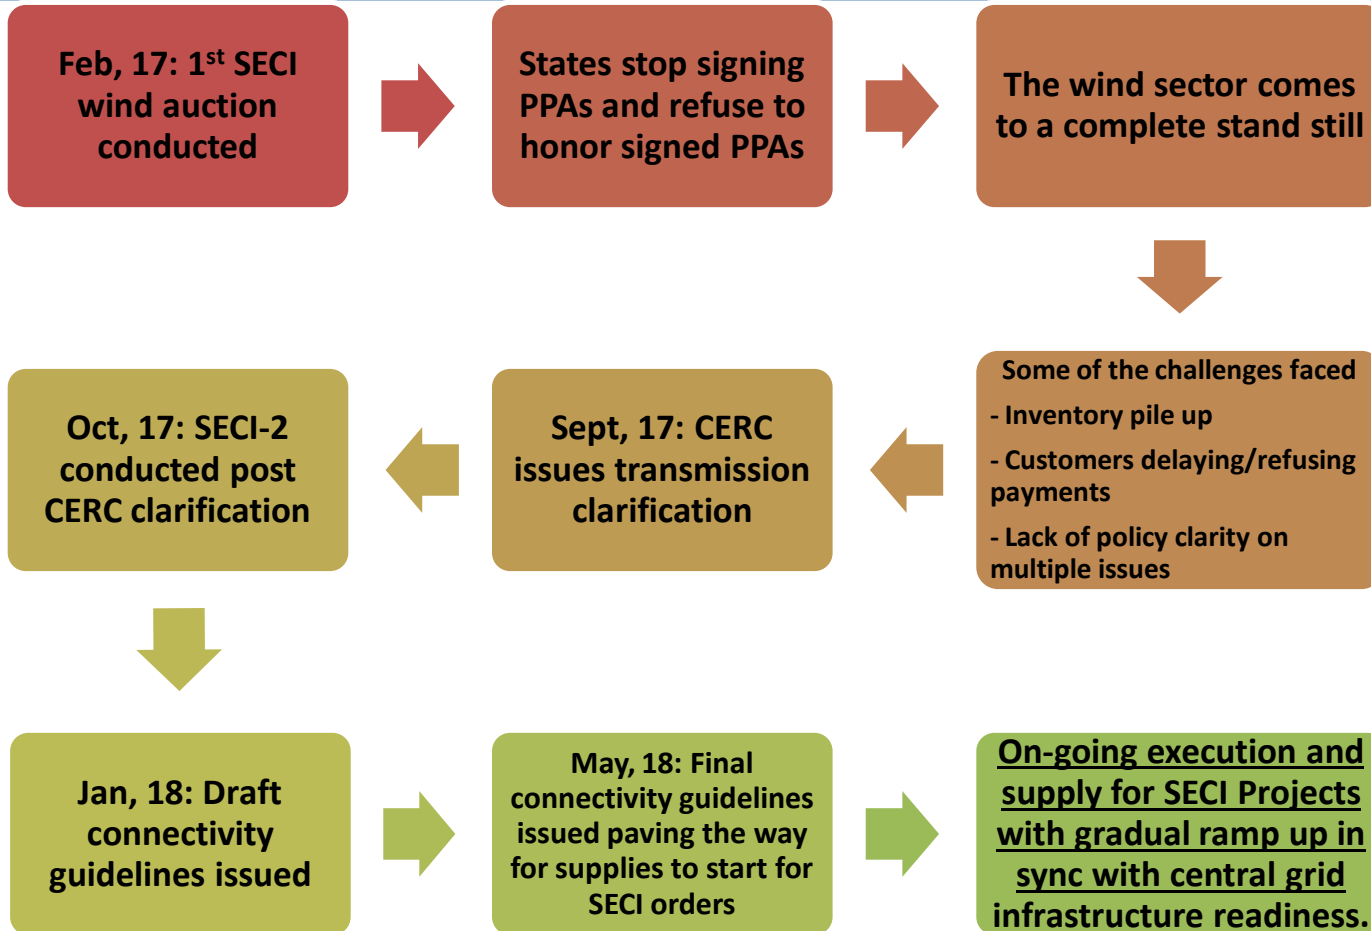 Feb, 17: 1st SECI
wind auction
conducted
States stop signing
PPAs and refuse to
honor signed PPAs
The wind sector comes
to a complete stand still
Some of the challenges faced
- Inventory pile up
- Customers delaying/refusing
payments
- Lack of policy clarity on
multiple issues
Sept, 17: CERC
issues transmission
clarification
Oct, 17: SECI-2
conducted post
CERC clarification
Jan, 18: Draft
connectivity
guidelines issued
May, 18: Final
connectivity guidelines
issued paving the way
for supplies to start for
SECI orders
On-going execution and
supply for SECI Projects
with gradual ramp up in
sync with central grid
infrastructure readiness.